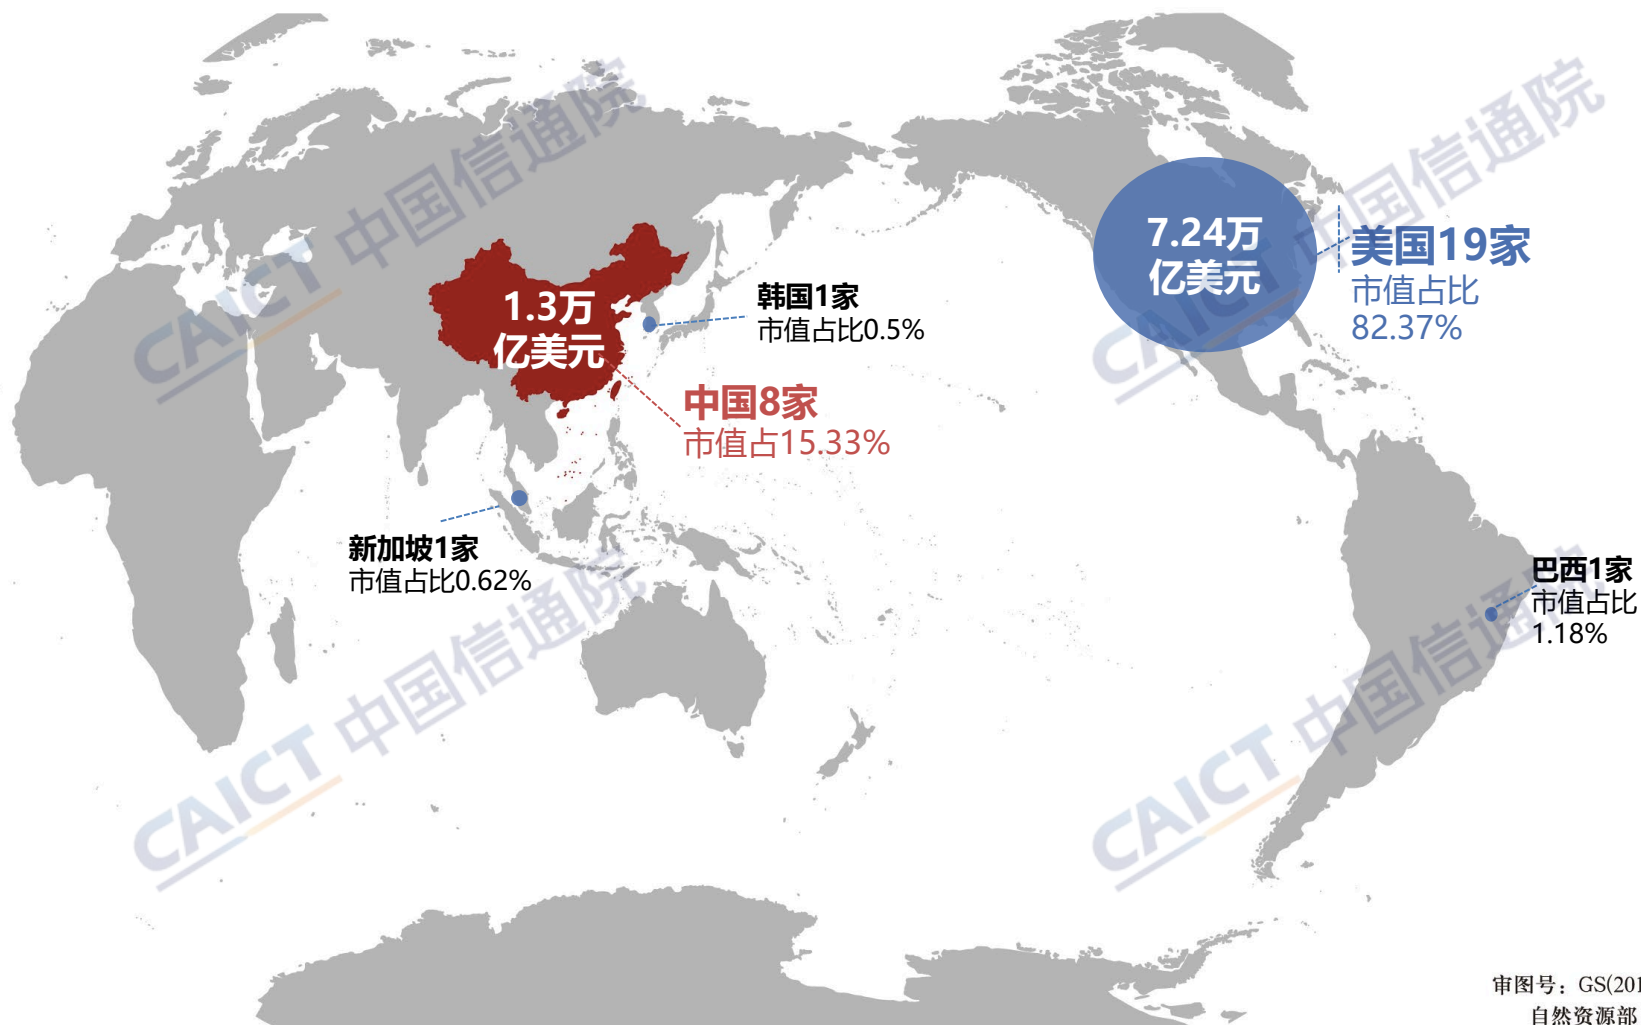 CAICT 中国信通院
CAICT 中国信通院
7.24万
亿美元
美国19家
市值占比
82.37%
1.3万
亿美元
韩国1家
市值占比0.5%
中国8家
市值占15.33%
新加坡1家
市值占比0.62%
巴西1家
市值占比
1.18%
CAICT 中国信通院
CAICT 中国信通院
审图号：GS(201
自然资源部